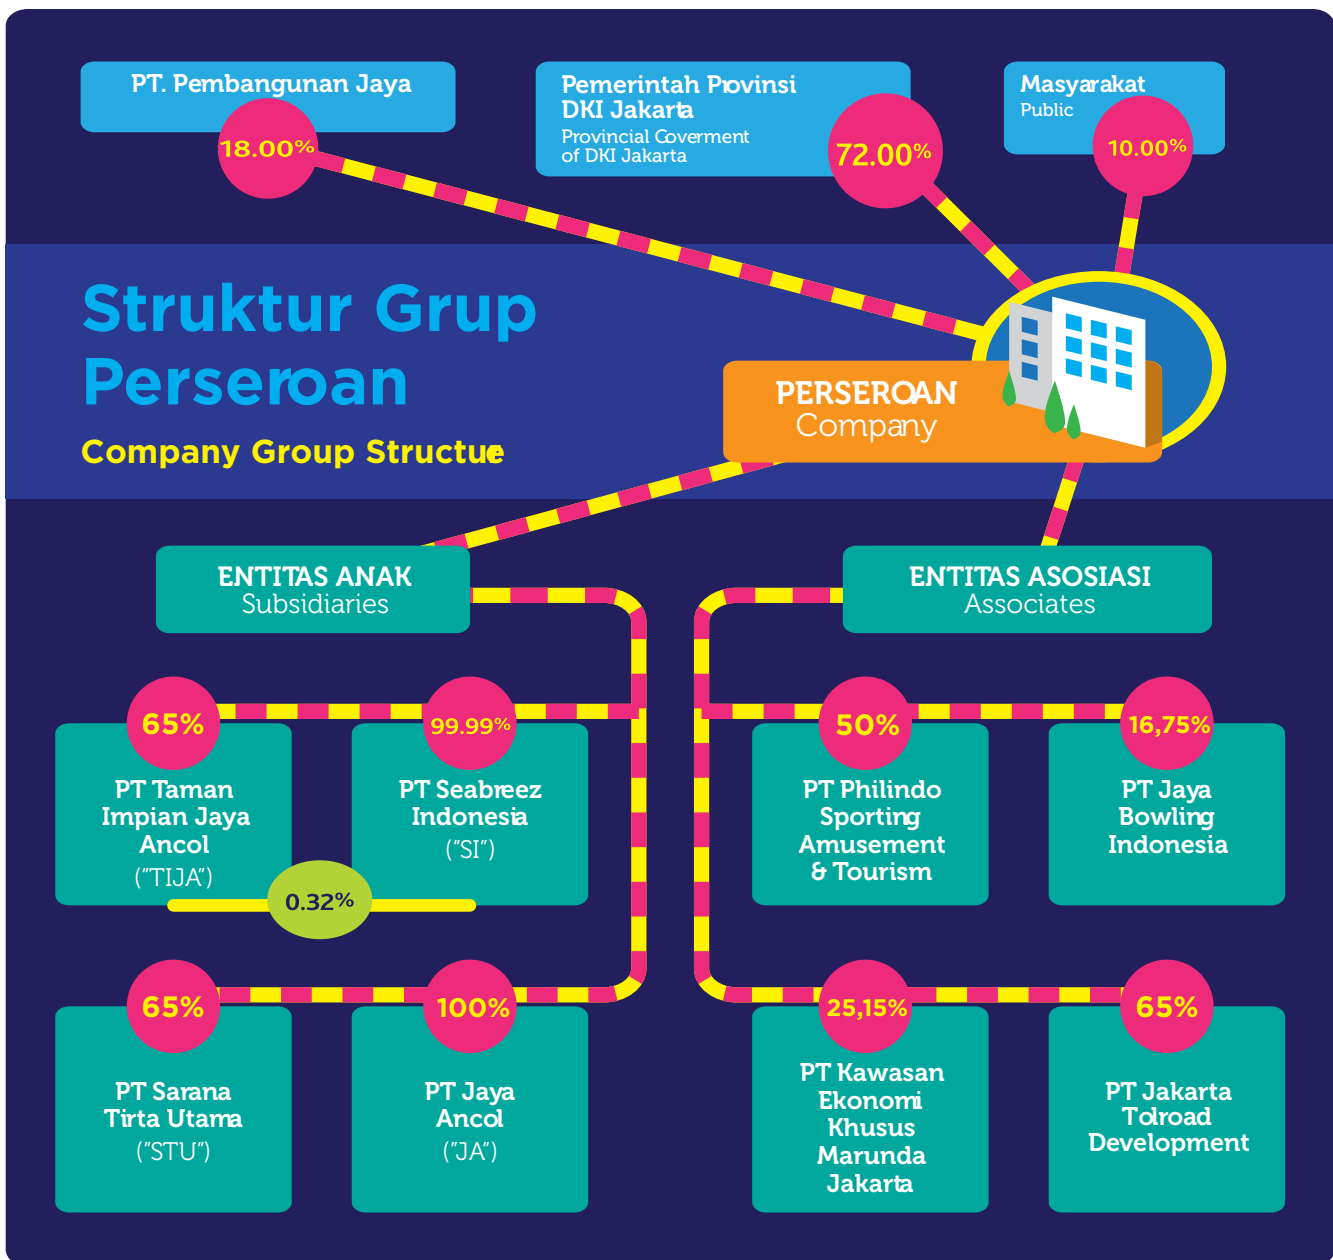 PT. Pembangunan Jaya
18.00%
Pemerintah Provinsi
DKI Jakarta
Provincial Goverment
of DKI Jakarta
72.00%
Masyarakat
Public
10.00%
Struktur Grup
Perseroan
Company Group Structure
PERSEROAN
Company
ENTITAS ANAK
Subsidiaries
ENTITAS ASOSIASI
Associates
65%
PT Taman
Impian Jaya
Ancol
("TIJA")
99.99%
PT Seabreez
Indonesia
("SI")
0.32%
50%
PT Philindo
Sporting
Amusement
& Tourism
16,75%
PT Jaya
Bowling
Indonesia
65%
PT Sarana
Tirta Utama
("STU")
100%
PT Jaya
Ancol
("JA")
25,15%
PT Kawasan
Ekonomi
Khusus
Marunda
Jakarta
65%
PT Jakarta
Tolroad
Development